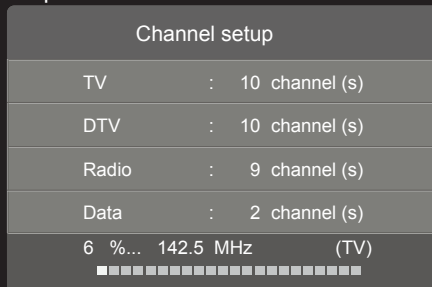 Channel setup
TV : 10 channel (s)
DTV : 10 channel (s)
Radio : 9 channel (s)
Data : 2 channel (s)
6 %... 142.5 MHz (TV)